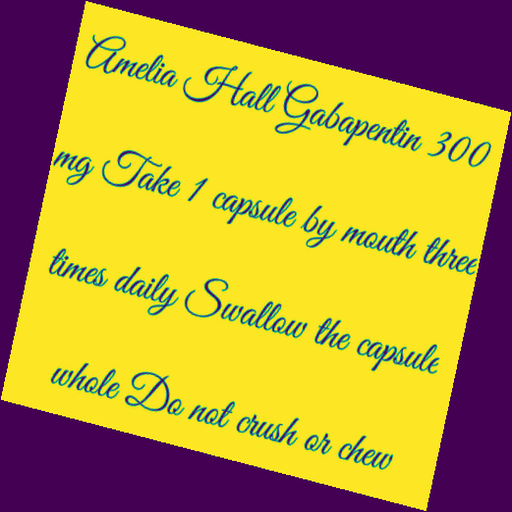 Amelia Hall Gabapentin 300
mg Take 1 capsule by mouth three
times daily Swallow the capsule
whole Do not crush or chew